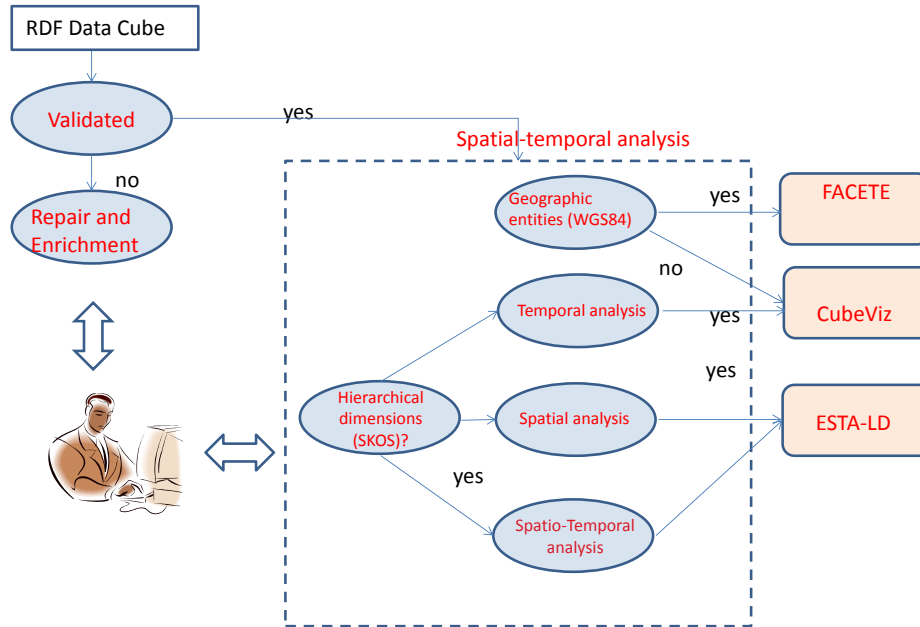 RDF Data Cube
Validated
yes
no
Repair and
Enrichment
Spatial-temporal analysis
Geographic
entities (WGS84)
yes
FACETE
no
Temporal analysis
yes
CubeViz
yes
Hierarchical
dimensions
(SKOS)?
Spatial analysis
ESTA-LD
yes
Spatio-Temporal
analysis